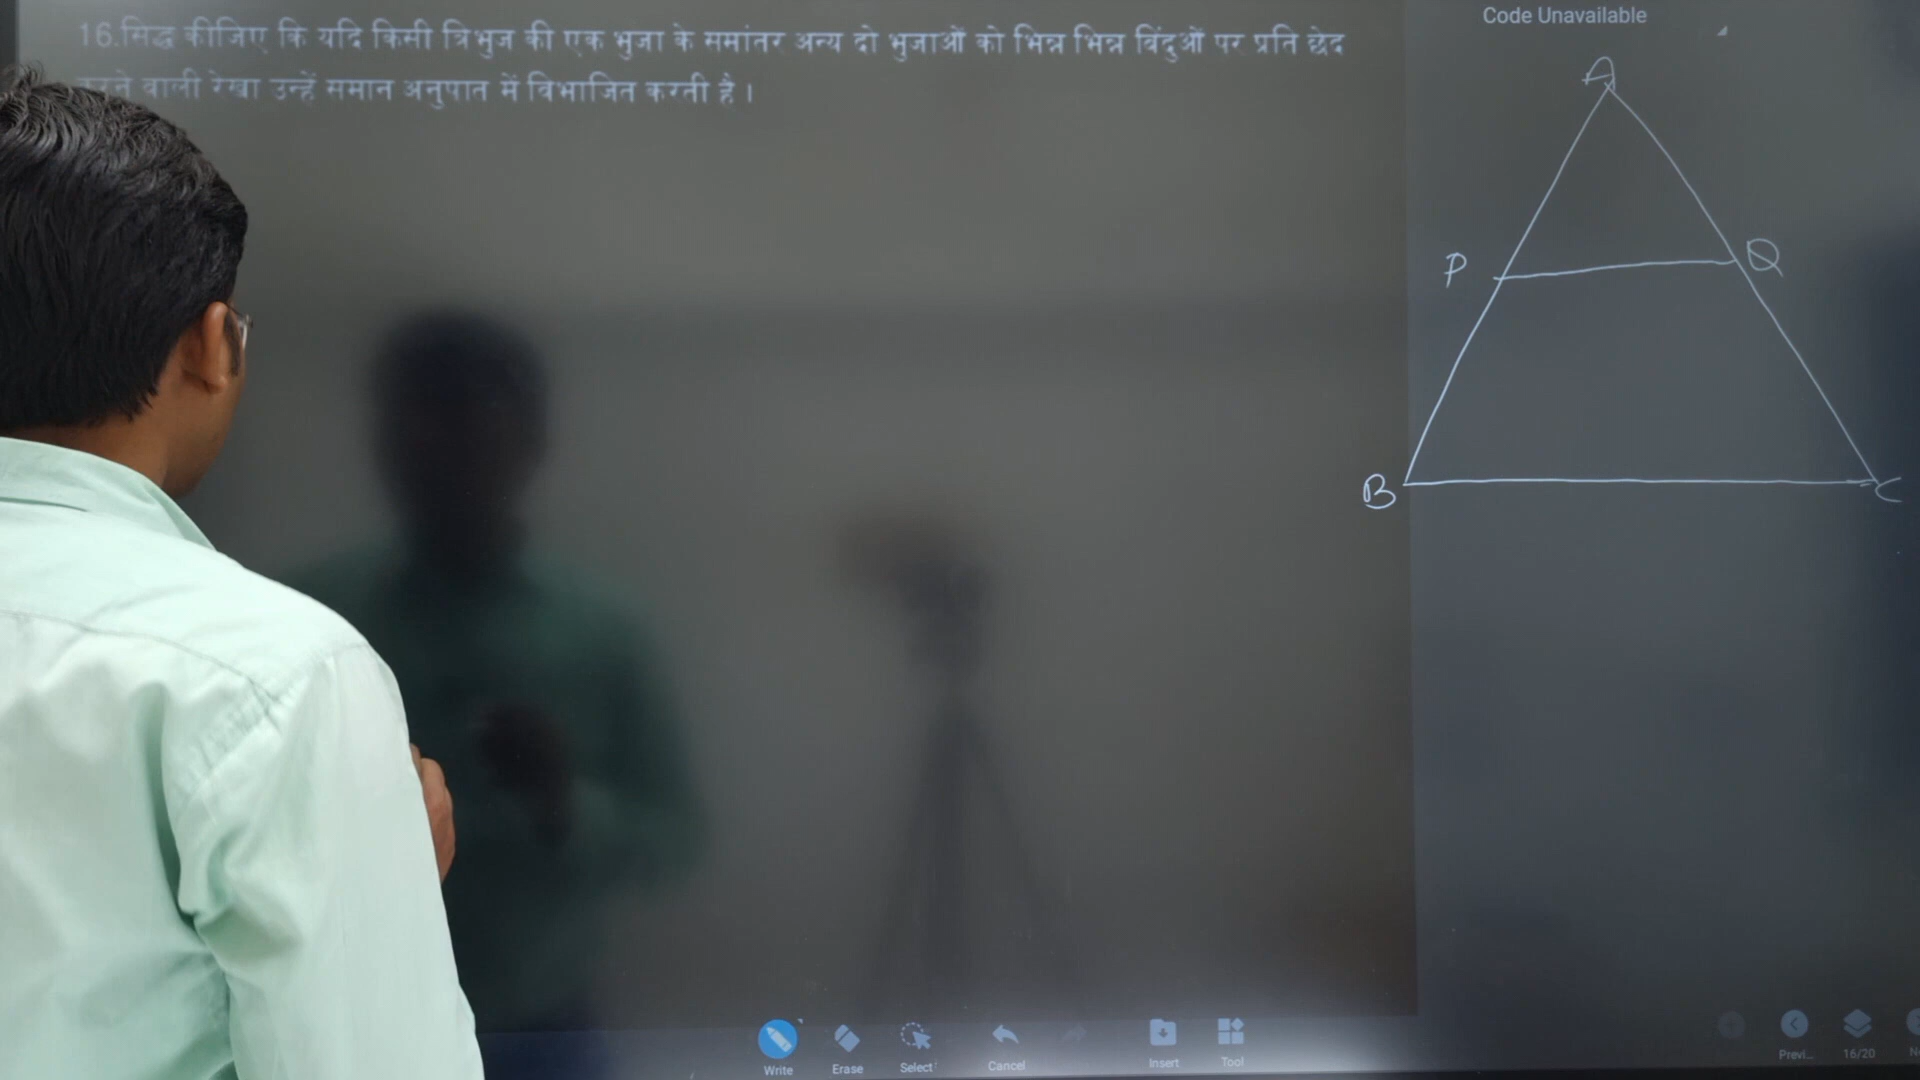 16.सिद्ध कीजिए कि यदि किसी त्रिभुज की एक भुजा के समांतर अन्य दो भुजाओं को भिन्न भिन्न बिंदुओं पर प्रति छेद
वाली रेखा उन्हें समान अनुपात में विभाजित करती है ।
Code Unavailable
A
P
Q
B
C
Write
Erase
Select
Cancel
Insert
Tool
Previ...
16/20